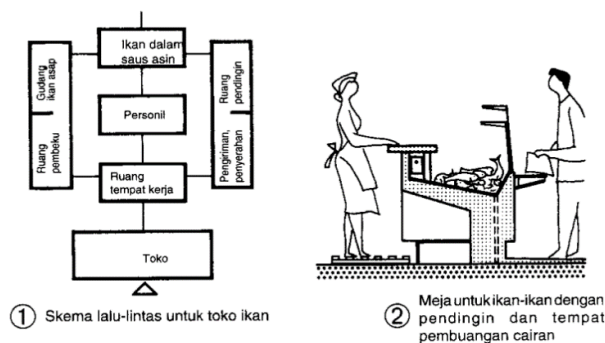 Ikan dalam
saus asin
Gudang
ikan asap
Ruang
pendingin
Personil
Ruang
pembeku
Pengiriman,
penyerahan
Ruang
tempat kerja
Toko
1 Skema lalu-lintas untuk toko ikan
2 Meja untuk ikan-ikan dengan
pendingin dan tempat
pembuangan cairan